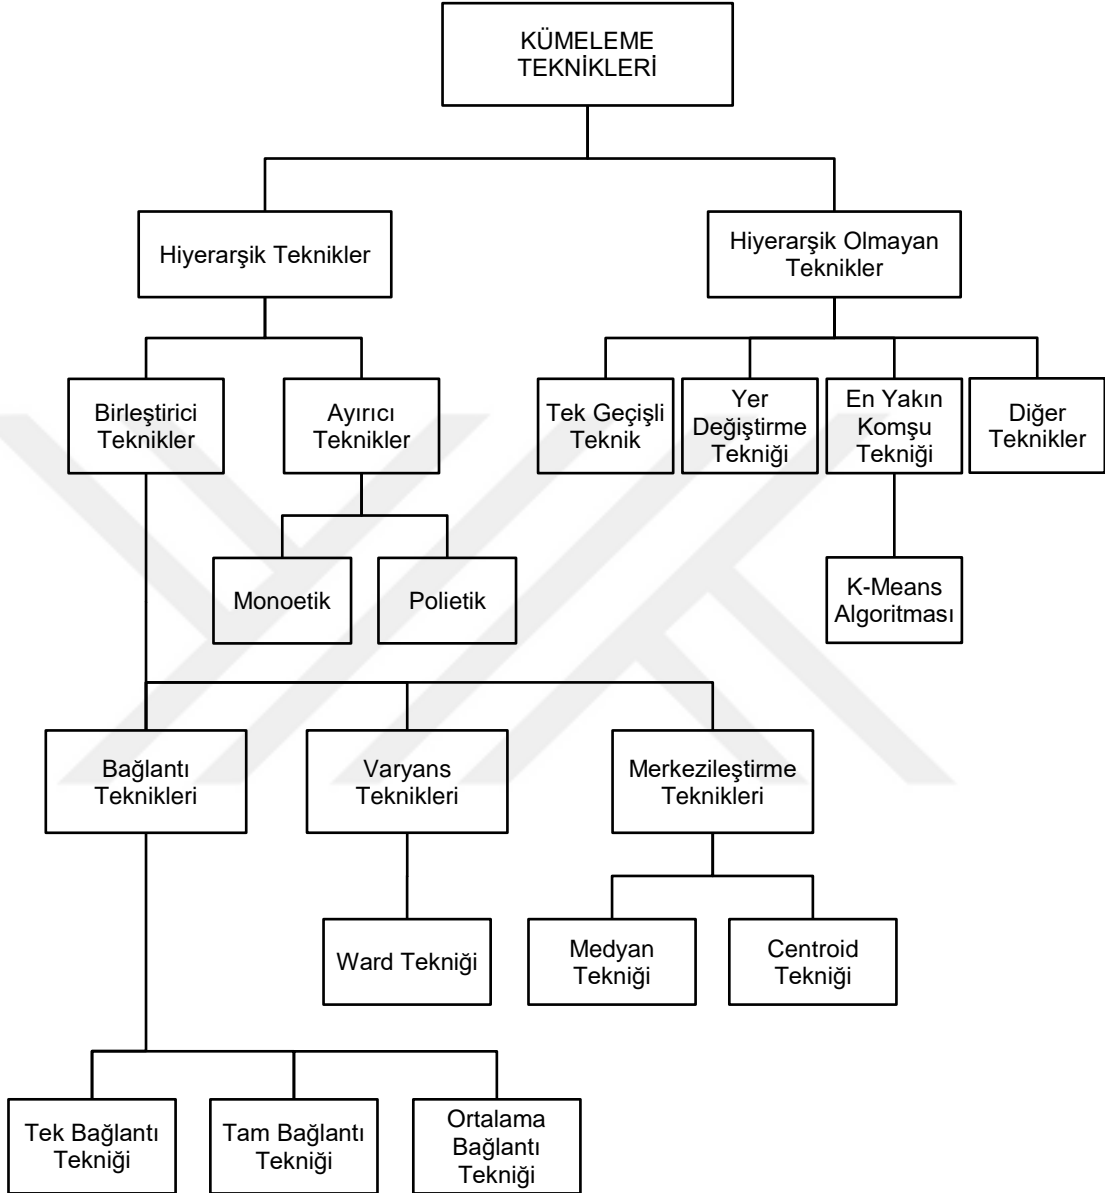 KÜMELEME
TEKNİKLERİ
Hiyerarşik Teknikler
Hiyerarşik Olmayan
Teknikler
Birleştirici
Teknikler
Ayırıcı
Teknikler
Tek Geçişli
Teknik
Yer
Değiştirme
Tekniği
En Yakın
Komşu
Tekniği
Diğer
Teknikler
Monoetik
Polietik
K-Means
Algoritması
Bağlantı
Teknikleri
Varyans
Teknikleri
Merkezileştirme
Teknikleri
Ward Tekniği
Medyan
Tekniği
Centroid
Tekniği
Tek Bağlantı
Tekniği
Tam Bağlantı
Tekniği
Ortalama
Bağlantı
Tekniği